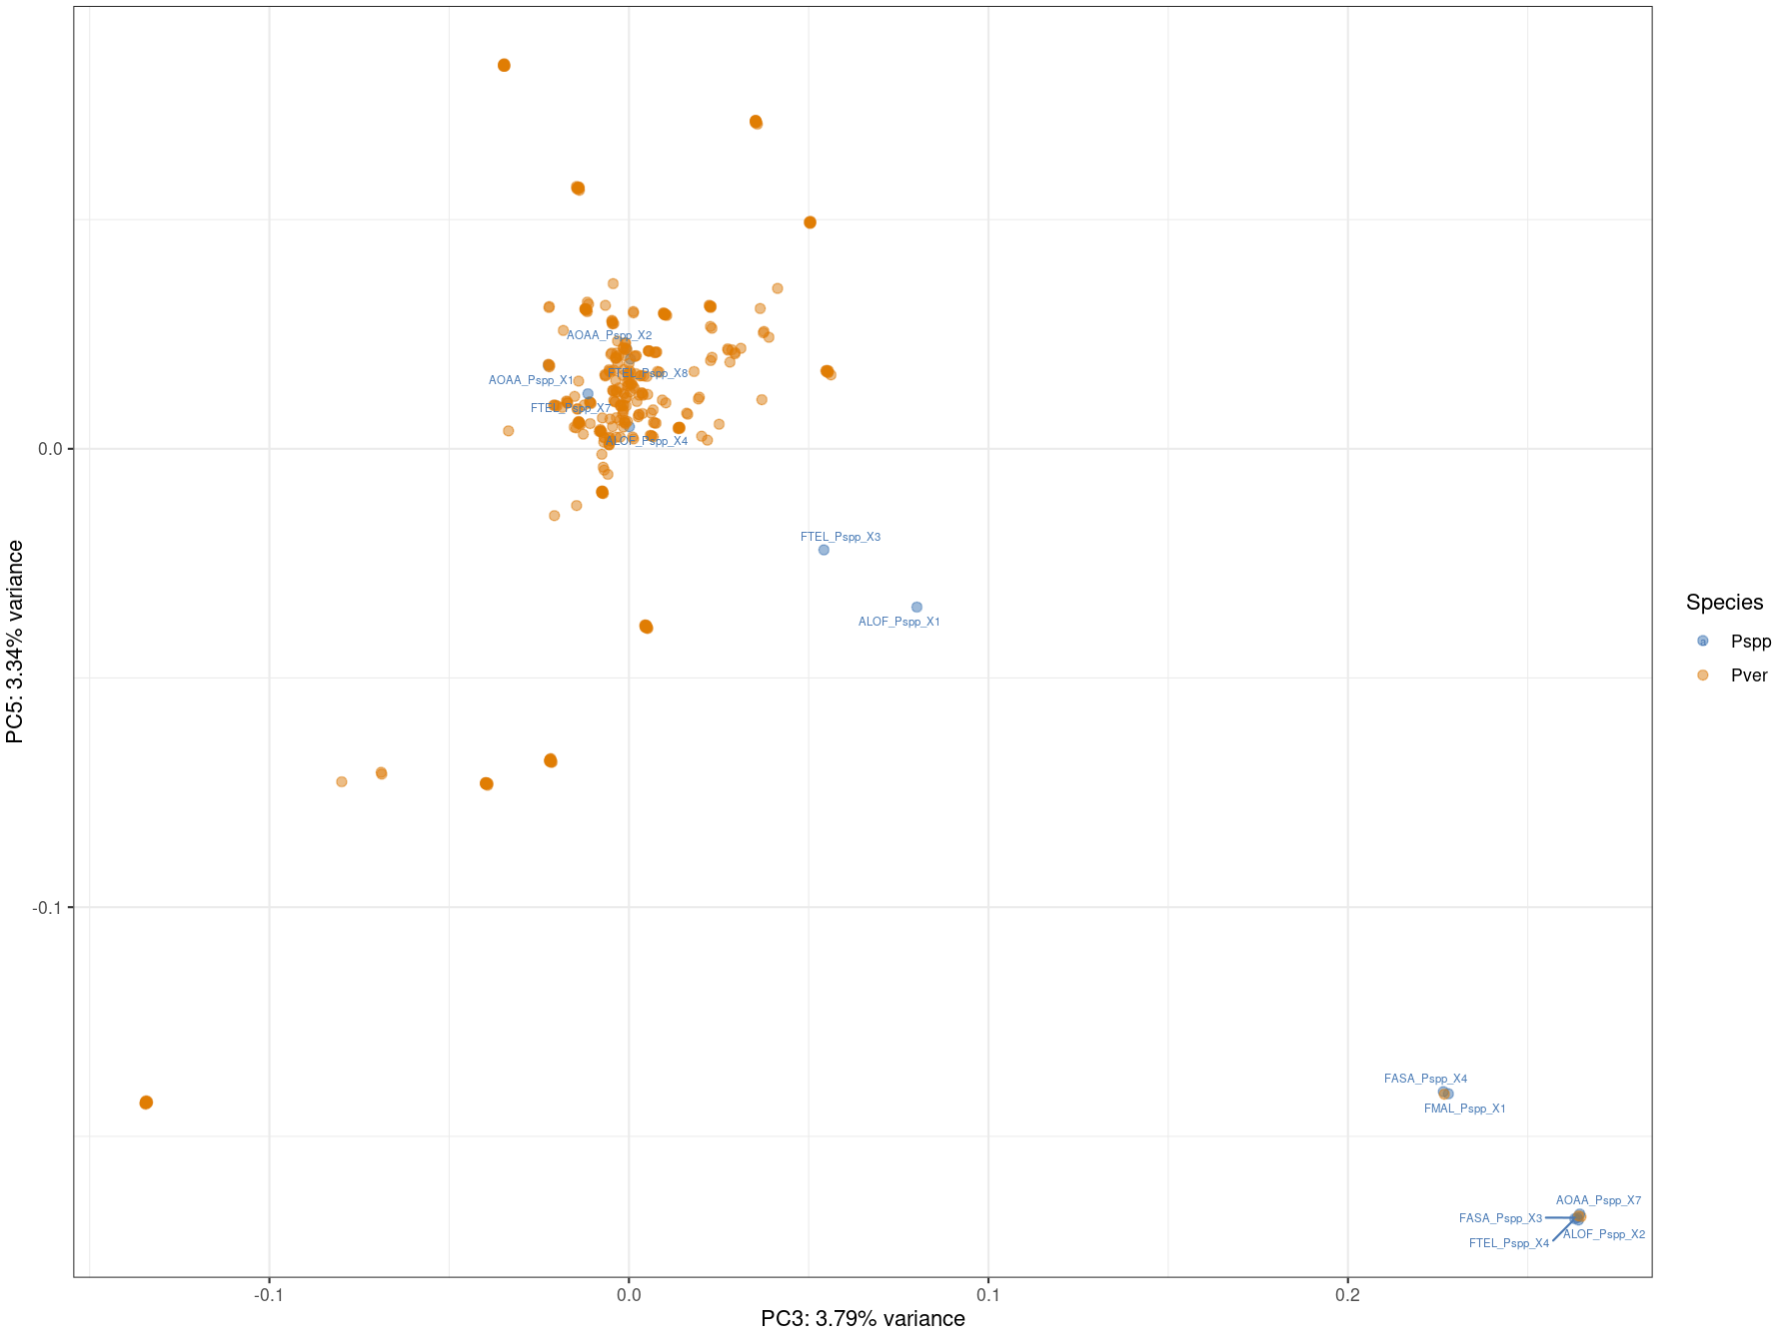 AOAA_Pspp_X2
FTEL_Pspp_X8
AOAA_Pspp_X1
FTEL_Pspp_X7
ALOF_Pspp_X4
0.0
FTEL_Pspp_X3
ALOF_Pspp_X1
PC5: 3.34% variance
Species
Pspp
Pver
-0.1
FASA_Pspp_X4
FMAL_Pspp_X1
AOAA_Pspp_X7
FASA_Pspp_X3
ALOF_Pspp_X2
FTEL_Pspp_X4
-0.1
0.0
0.1
0.2
PC3: 3.79% variance